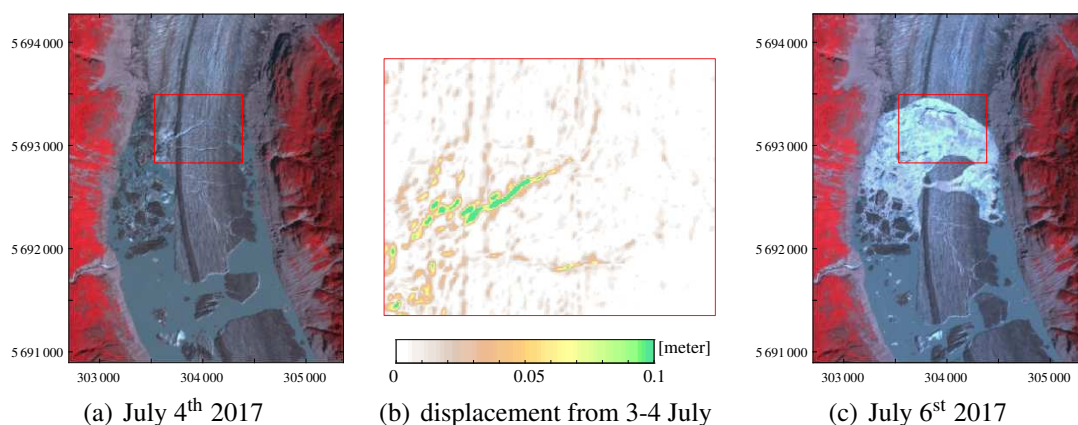 5 694 000
5 693 000
5 692 000
5 691 000
303 000 304 000 305 000
(a) July 4th 2017
[meter]
0 0.05 0.1
(b) displacement from 3-4 July
5 694 000
5 693 000
5 692 000
5 691 000
303 000 304 000 305 000
(c) July 6st 2017